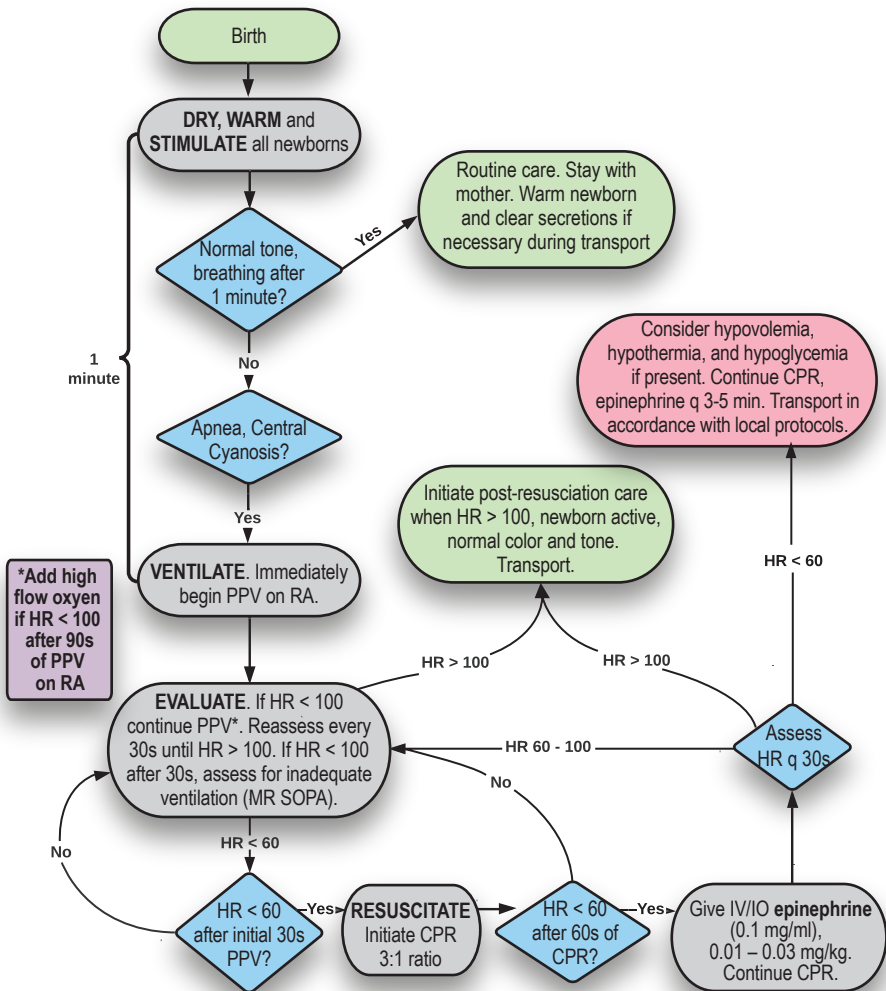 Birth
DRY, WARM and
STIMULATE all newborns
Routine care. Stay with
mother. Warm newborn
and clear secretions if
necessary during transport
Yes
Normal tone,
breathing after
1 minute?
No
1
minute
Apnea, Central
Cyanosis?
Yes
Consider hypovolemia,
hypothermia, and hypoglycemia
if present. Continue CPR,
epinephrine q 3-5 min. Transport in
accordance with local protocols.
Initiate post-resusciation care
when HR > 100, newborn active,
normal color and tone.
Transport.
HR < 60
VENTILATE. Immediately
begin PPV on RA.
*Add high
flow oxyen
if HR < 100
after 90s
of PPV
on RA
HR > 100
HR > 100
EVALUATE. If HR < 100
continue PPV*. Reassess every
30s until HR > 100. If HR < 100
after 30s, assess for inadequate
ventilation (MR SOPA).
HR 60 - 100
Assess
HR q 30s
No
No
HR < 60
HR < 60
after initial 30s
PPV?
Yes
RESUSCITATE
Initiate CPR
3:1 ratio
HR < 60
after 60s of
CPR?
Yes
Give IV/IO epinephrine
(0.1 mg/ml),
0.01 – 0.03 mg/kg.
Continue CPR.